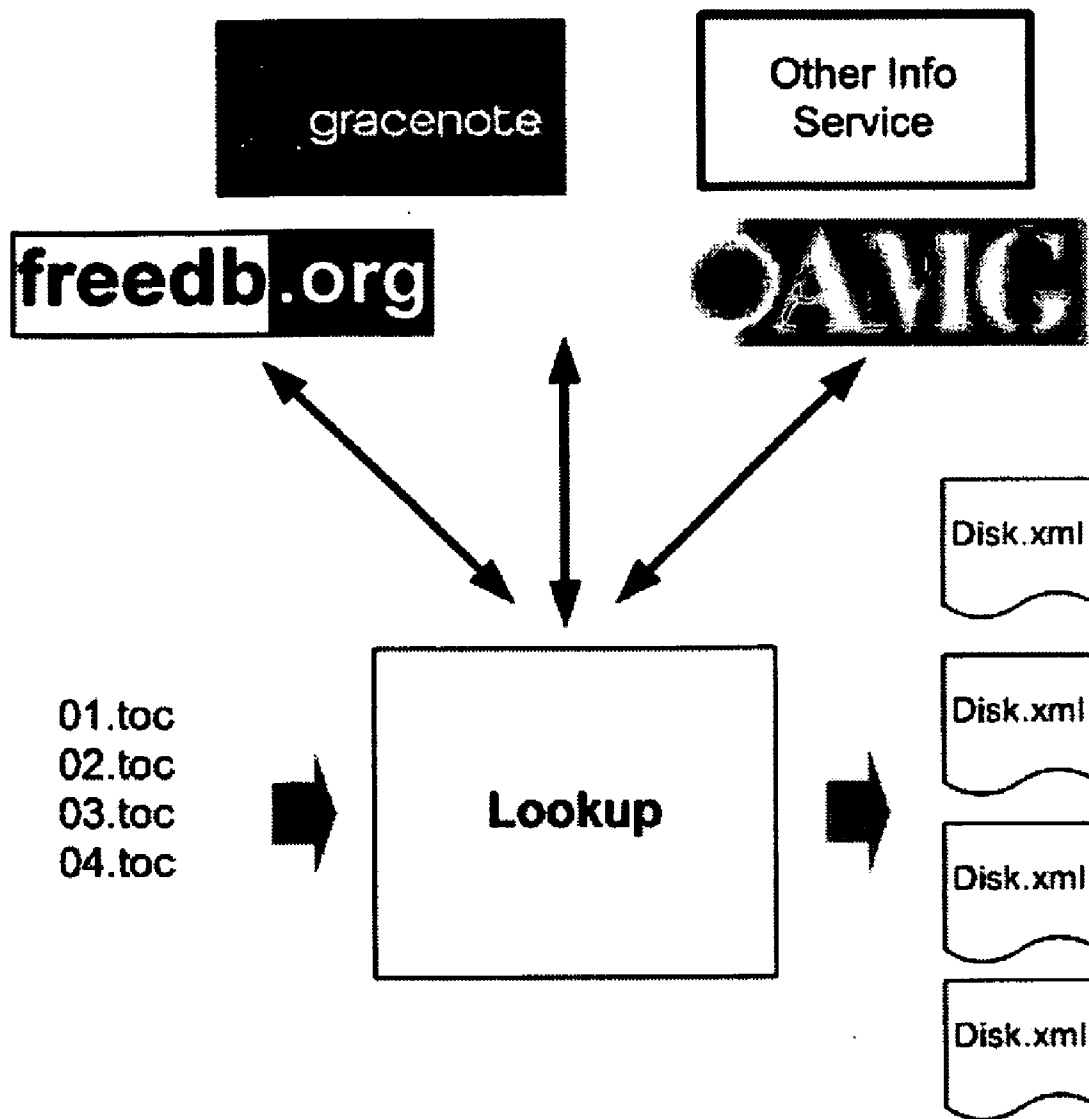 gracenote
Other Info
Service
freedb.org
AMG
01.toc
02.toc
03.toc
04.toc
Lookup
Disk.xml
Disk.xml
Disk.xml
Disk.xml